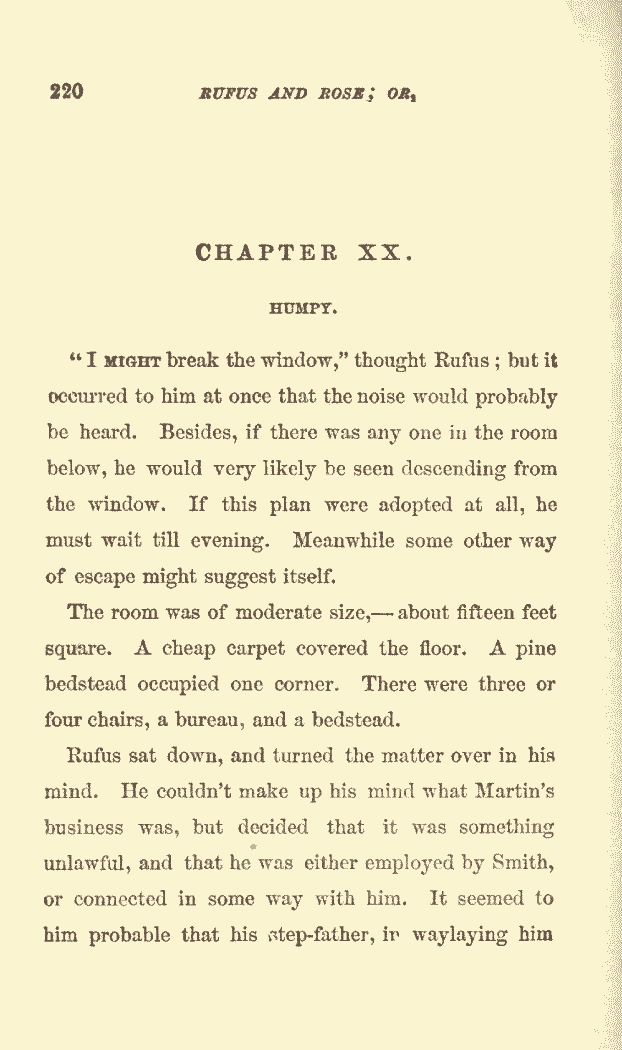 220 RUFUS AND ROSE; OR,
CHAPTER XX.
HUMPY.
“I MIGHT break the window,” thought Rufus; but it
occurred to him at once that the noise would probably
be heard. Besides, if there was any one in the room
below, he would very likely be seen descending from
the window. If this plan were adopted at all, he
must wait till evening. Meanwhile some other way
of escape might suggest itself.
The room was of moderate size,—about fifteen feet
square. A cheap carpet covered the floor. A pine
bedstead occupied one corner. There were three or
four chairs, a bureau, and a bedstead.
Rufus sat down, and turned the matter over in his
mind. He couldn’t make up his mind what Martin’s
business was, but decided that it was something
unlawful, and that he was either employed by Smith,
or connected in some way with him. It seemed to
him probable that his step-father, in waylaying him